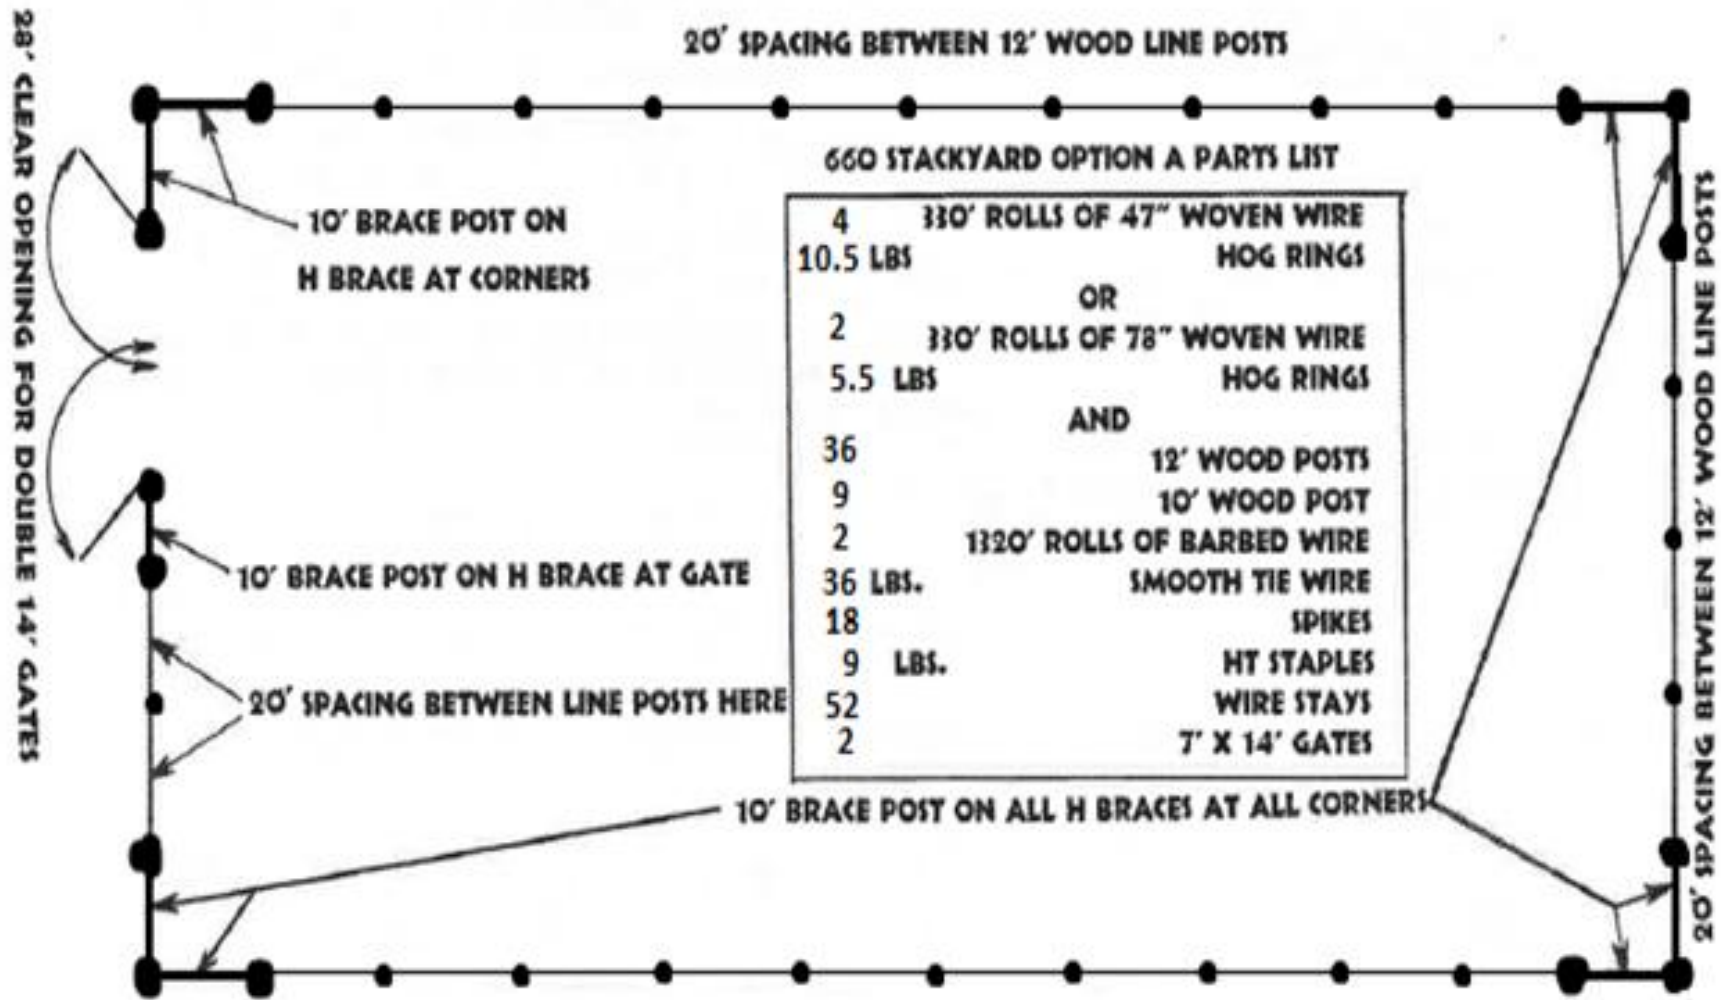 20' SPACING BETWEEN 12' WOOD LINE POSTS
28' CLEAR OPENING FOR DOUBLE 14' GATES
660 STACKYARD OPTION A PARTS LIST
4 330' ROLLS OF 47" WOVEN WIRE
10.5 LBS HOG RINGS
OR
2 330' ROLLS OF 78" WOVEN WIRE
5.5 LBS HOG RINGS
AND
36 12' WOOD POSTS
9 10' WOOD POST
2 1320' ROLLS OF BARBED WIRE
36 LBS. SMOOTH TIE WIRE
18 SPIKES
9 LBS. HT STAPLES
52 WIRE STAYS
2 7' X 14' GATES
10' BRACE POST ON
H BRACE AT CORNERS
10' BRACE POST ON H BRACE AT GATE
20' SPACING BETWEEN LINE POSTS HERE
10' BRACE POST ON ALL H BRACES AT ALL CORNERS
20' SPACING BETWEEN 12' WOOD LINE POSTS